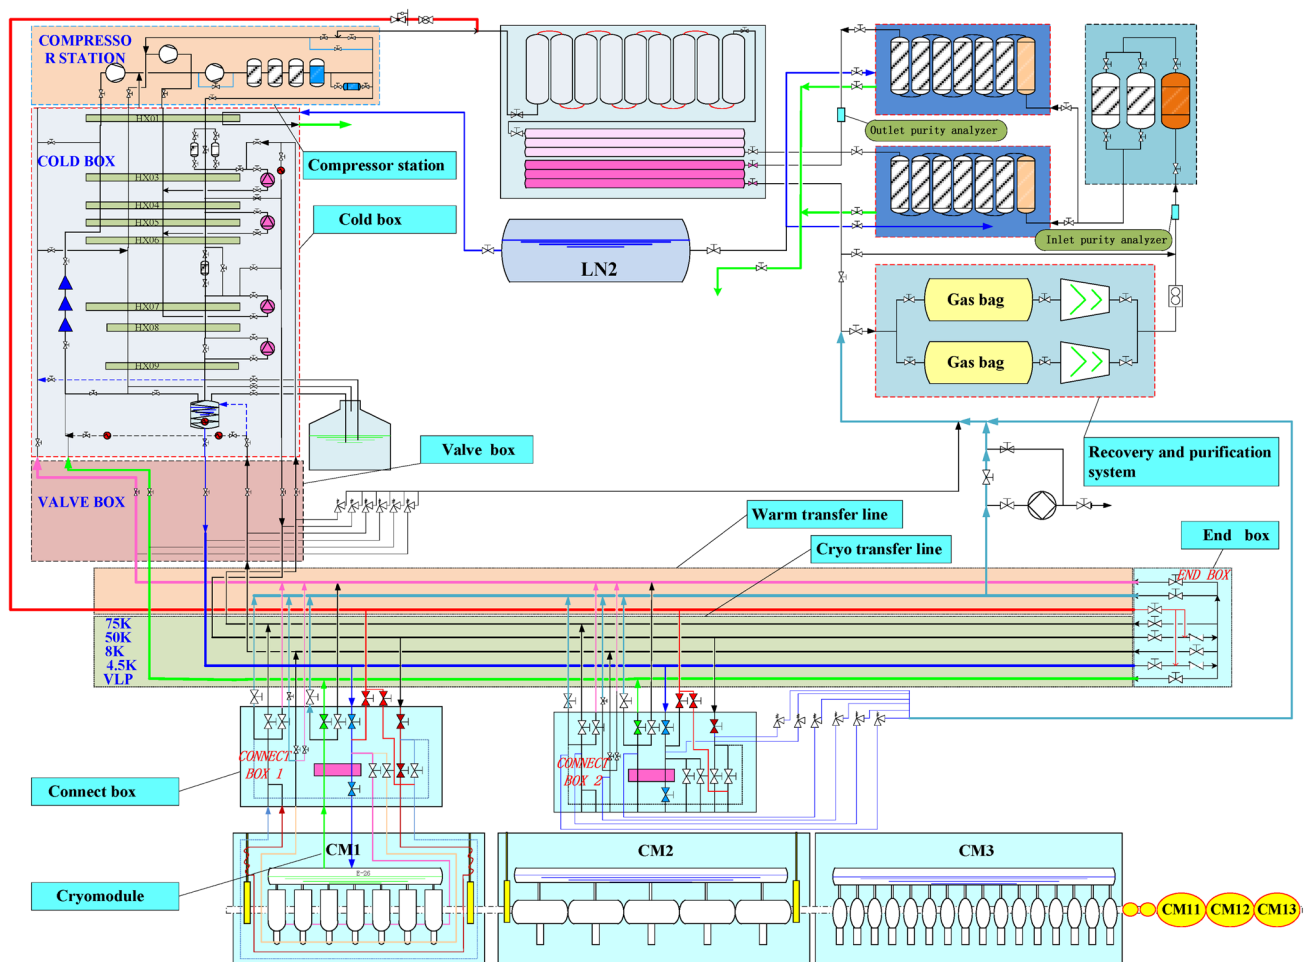 COMPRESSO
R STATION
HX01
COLD BOX
HX03
HX04
HX05
HX06
HX07
HX08
HX09
Compressor station
Cold box
LN2
Outlet purity analyzer
Inlet purity analyzer
Gas bag
Gas bag
Recovery and purification
system
Valve box
VALVE BOX
Warm transfer line
Cryo transfer line
End box
END BOX
75K
50K
8K
4.5K
VLP
CONNECT
BOX 1
CONNECT
BOX 2
Connect box
CM1
CM2
CM3
E-26
Cryomodule
CM11
CM12
CM13